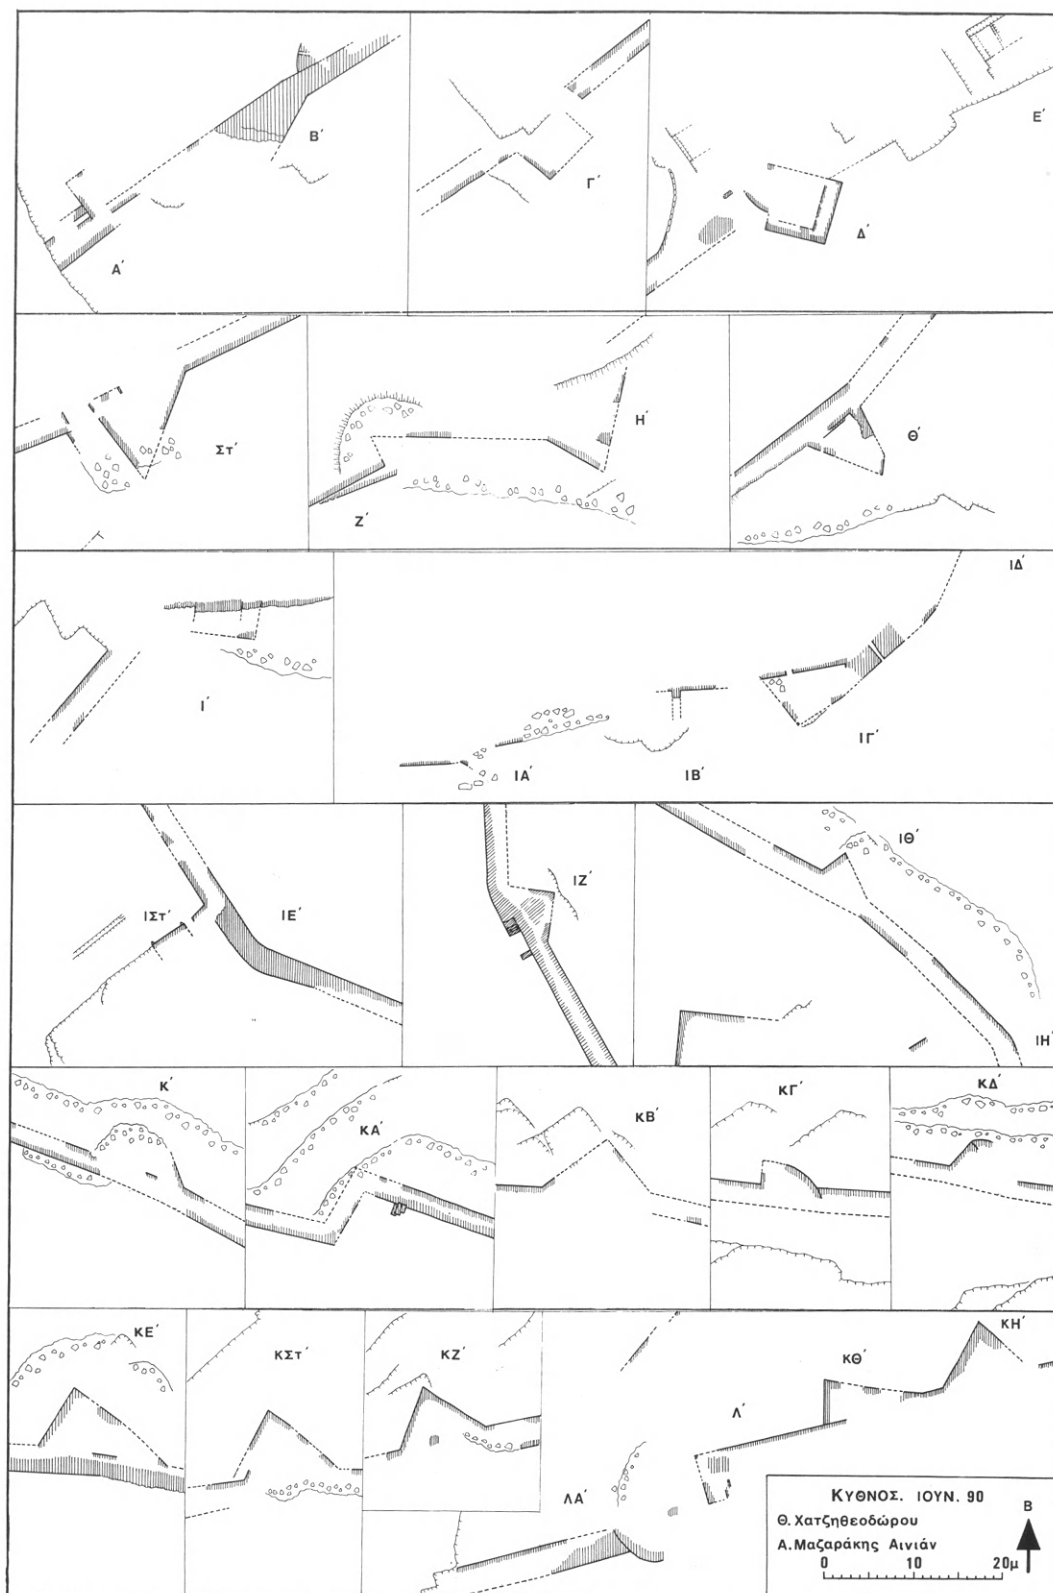 Β΄
Α΄
Γ΄
Ε΄
Δ΄
ΣΤ΄
Ζ΄
Η΄
Θ΄
Ι΄
ΙΔ΄
ΙΑ΄
ΙΒ΄
ΙΓ΄
ΙΣΤ΄
ΙΕ΄
ΙΖ΄
ΙΘ΄
ΙΗ΄
Κ΄
ΚΑ΄
ΚΒ΄
ΚΓ΄
ΚΔ΄
ΚΕ΄
ΚΣΤ΄
ΚΖ΄
ΚΗ΄
ΚΘ΄
Λ΄
ΛΑ΄
ΚΥΘΝΟΣ. ΙΟΥΝ. 90
Θ. Χατζηθεοδώρου
Α. Μαζαράκης Αινιάν
Β
0 10 20μ